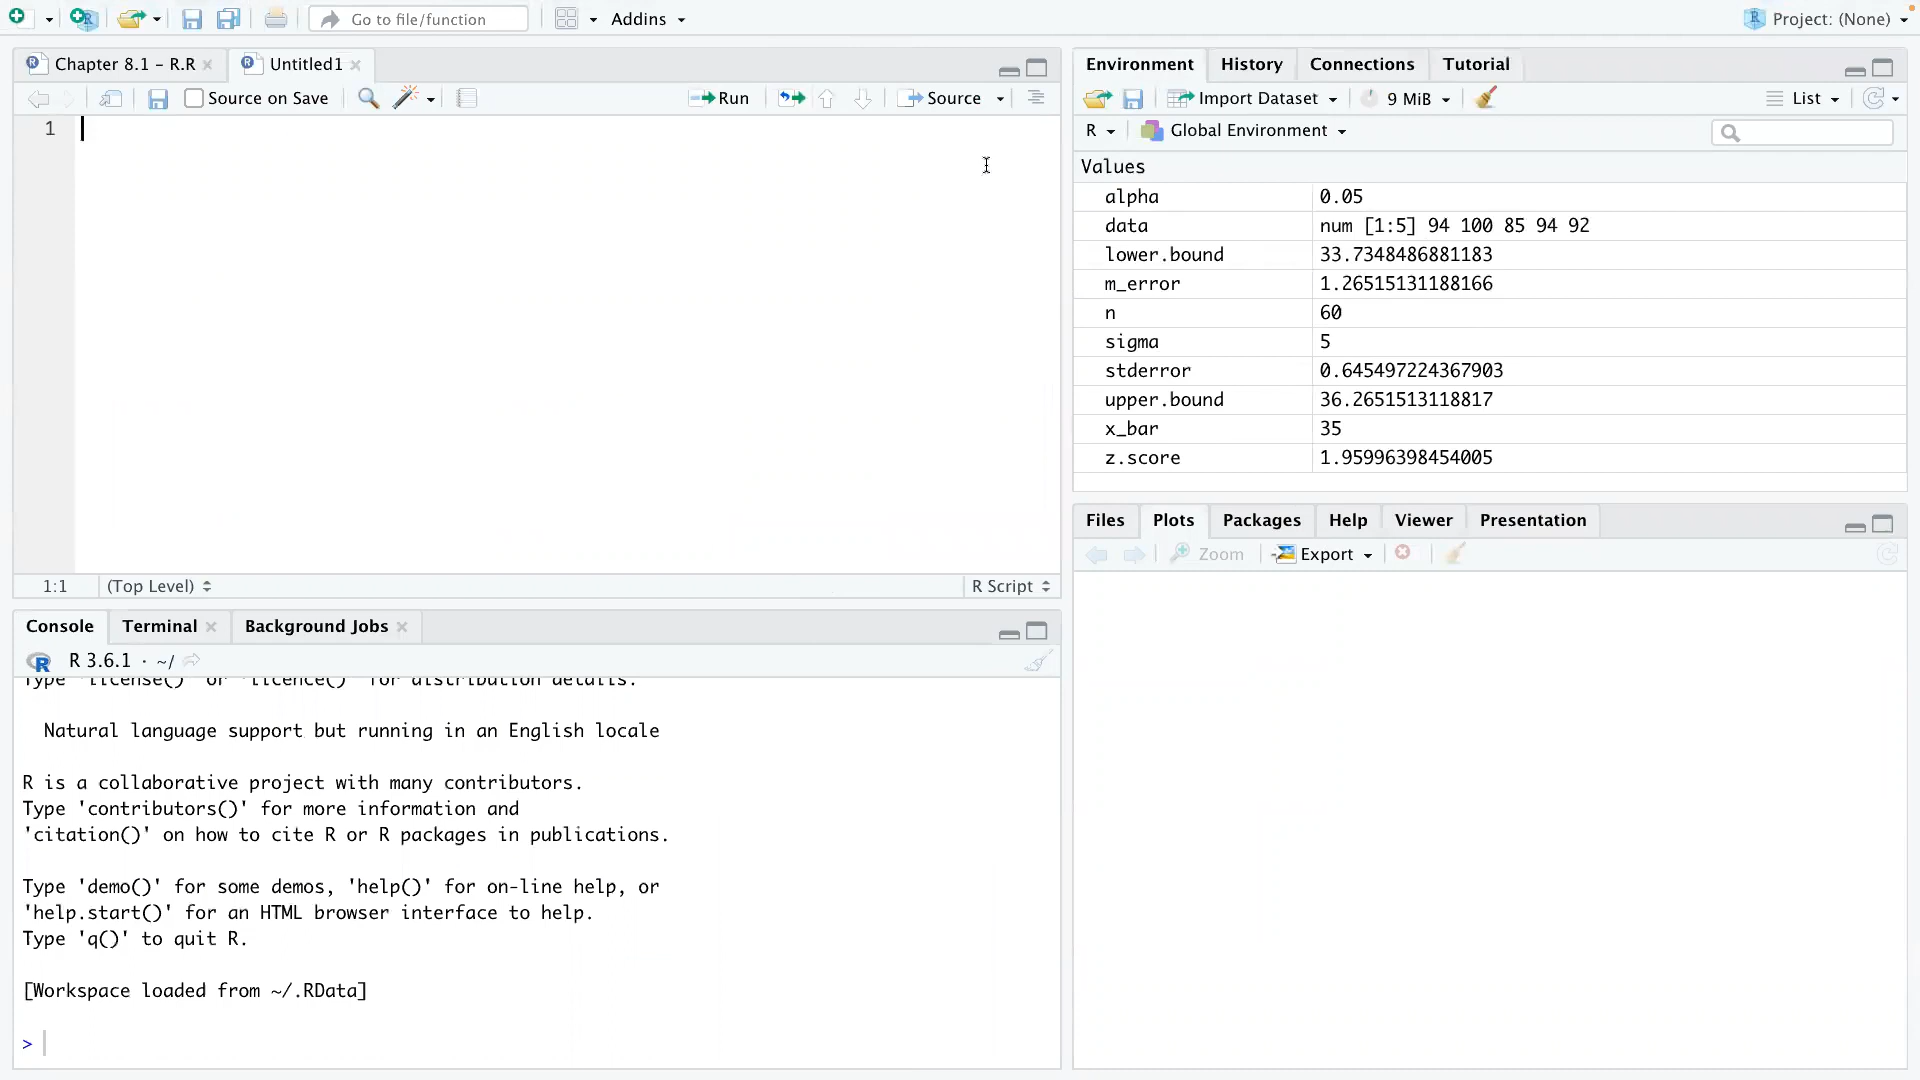 Go to file/function
Addins
Project: (None)
Chapter 8.1 - R.R
Untitled1
Source on Save
Run
Source
1
1:1
(Top Level)
R Script
Console
Terminal
Background Jobs
R 3.6.1 · ~/
Type 'license()' or 'licence()' for distribution details.
Natural language support but running in an English locale
R is a collaborative project with many contributors.
Type 'contributors()' for more information and
'citation()' on how to cite R or R packages in publications.
Type 'demo()' for some demos, 'help()' for on-line help, or
'help.start()' for an HTML browser interface to help.
Type 'q()' to quit R.
[Workspace loaded from ~/.RData]
>
Environment
History
Connections
Tutorial
Import Dataset
9 MiB
List
R
Global Environment
Values
alpha 0.05
data num [1:5] 94 100 85 94 92
lower.bound 33.7348486881183
m_error 1.26515131188166
n 60
sigma 5
stderror 0.645497224367903
upper.bound 36.2651513118817
x_bar 35
z.score 1.95996398454005
Files
Plots
Packages
Help
Viewer
Presentation
Zoom
Export